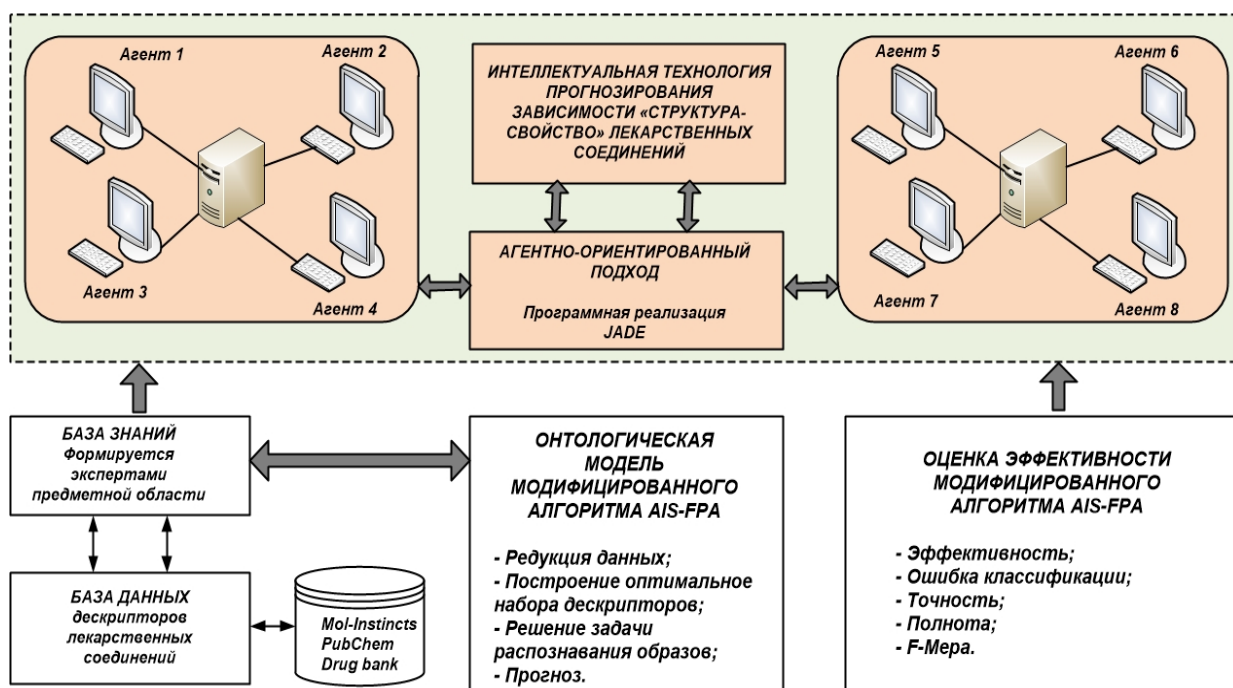 Агент 1
Агент 2
Агент 3
Агент 4
ИНТЕЛЛЕКТУАЛЬНАЯ ТЕХНОЛОГИЯ
ПРОГНОЗИРОВАНИЯ
ЗАВИСИМОСТИ «СТРУКТУРА-
СВОЙСТВО» ЛЕКАРСТВЕННЫХ
СОЕДИНЕНИЙ
АГЕНТНО-ОРИЕНТИРОВАННЫЙ
ПОДХОД
Программная реализация
JADE
Агент 5
Агент 6
Агент 7
Агент 8
БАЗА ЗНАНИЙ
Формируется
экспертами
предметной области
БАЗА ДАННЫХ
дескрипторов
лекарственных
соединений
Mol-Instincts
PubChem
Drug bank
ОНТОЛОГИЧЕСКАЯ
МОДЕЛЬ
МОДИФИЦИРОВАННОГО
АЛГОРИТМА AIS-FPA
- Редукция данных;
- Построение оптимальное
набора дескрипторов;
- Решение задачи
распознавания образов;
- Прогноз.
ОЦЕНКА ЭФФЕКТИВНОСТИ
МОДИФИЦИРОВАННОГО
АЛГОРИТМА AIS-FPA
- Эффективность;
- Ошибка классификации;
- Точность;
- Полнота;
- F-Мера.